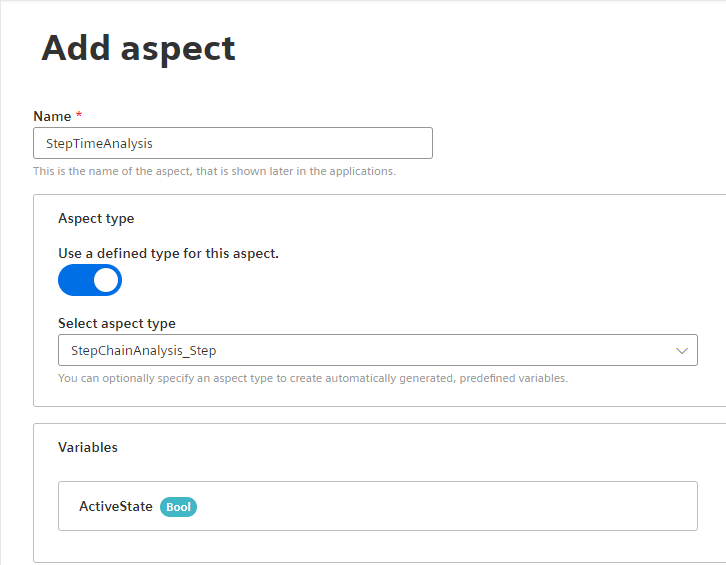 Add aspect
Name *
StepTimeAnalysis
This is the name of the aspect, that is shown later in the applications.
Aspect type
Use a defined type for this aspect.
Select aspect type
StepChainAnalysis_Step
You can optionally specify an aspect type to create automatically generated, predefined variables.
Variables
ActiveState Bool